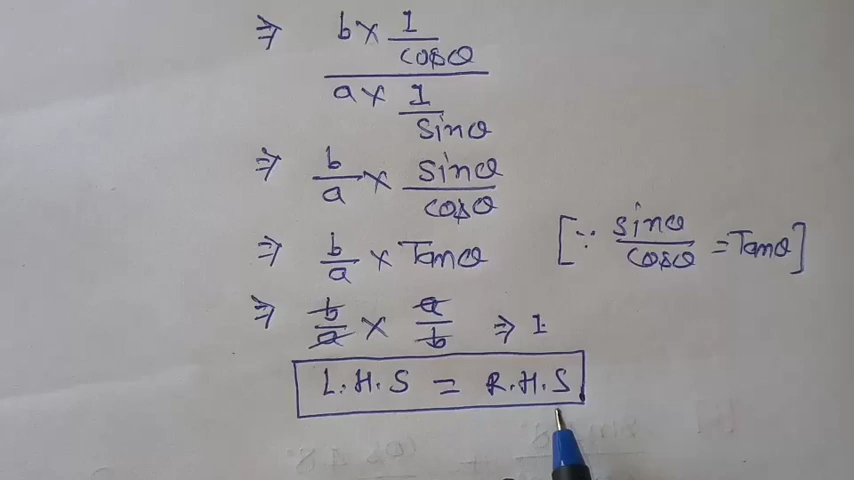 ⇒ b × 1/cosθ / a × 1/sinθ
⇒ b/a × sinθ/cosθ
⇒ b/a × Tanθ [∵ sinθ/cosθ = Tanθ]
⇒ b/a × a/b ⇒ 1.
L.H.S = R.H.S